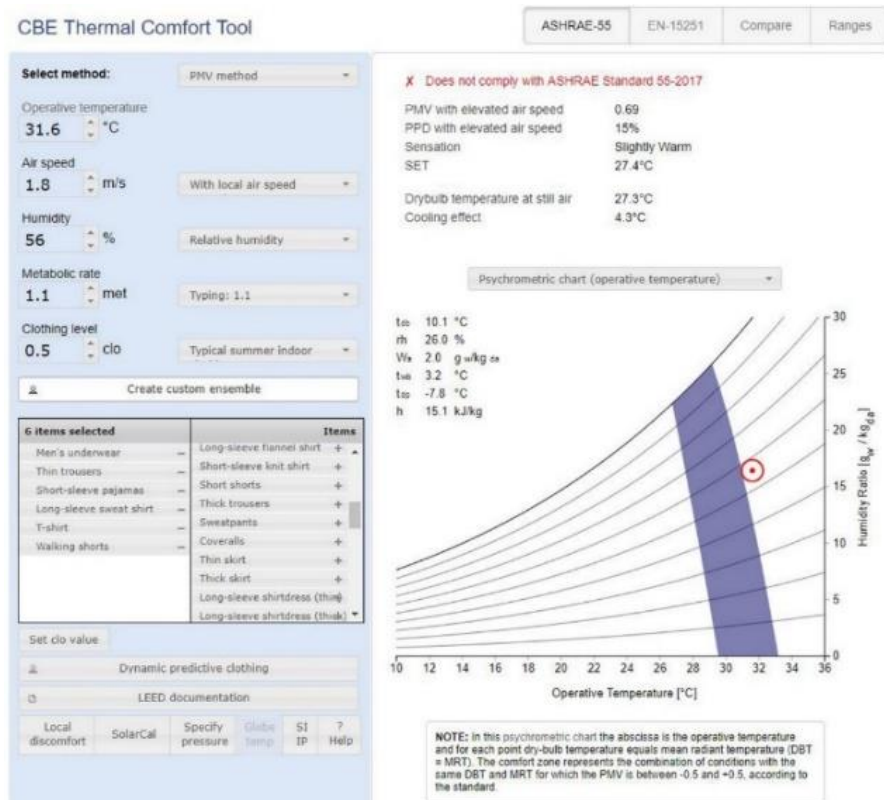 CBE Thermal Comfort Tool
ASHRAE-55 EN-15251 Compare Ranges
Select method: PMV method
Operative temperature
31.6 °C
Air speed
1.8 m/s With local air speed
Humidity
56 % Relative humidity
Metabolic rate
1.1 met Typing: 1.1
Clothing level
0.5 clo Typical summer indoor
Create custom ensemble
6 items selected Items
Men's underwear –
Thin trousers –
Short-sleeve pajamas –
Long-sleeve sweat shirt –
T-shirt –
Walking shorts –
Long-sleeve flannel shirt +
Short-sleeve knit shirt +
Short shorts +
Thick trousers +
Sweatpants +
Coveralls +
Thin skirt +
Thick skirt +
Long-sleeve shirtdress (thin)
Long-sleeve shirtdress (thick)
Set clo value
Dynamic predictive clothing
LEED documentation
Local discomfort
SolarCal
Specify pressure
Globe temp
SI IP
? Help
✗ Does not comply with ASHRAE Standard 55-2017
PMV with elevated air speed 0.69
PPD with elevated air speed 15%
Sensation Slightly Warm
SET 27.4°C
Drybulb temperature at still air 27.3°C
Cooling effect 4.3°C
Psychrometric chart (operative temperature)
tdb 10.1 °C
rh 26.0 %
Wa 2.0 gw/kg da
twb 3.2 °C
tdp -7.8 °C
h 15.1 kJ/kg
30
25
20
15
10
5
0
Humidity Ratio [gw / kgda]
10 12 14 16 18 20 22 24 26 28 30 32 34 36
Operative Temperature [°C]
NOTE: In this psychrometric chart the abscissa is the operative temperature
and for each point dry-bulb temperature equals mean radiant temperature (DBT
= MRT). The comfort zone represents the combination of conditions with the
same DBT and MRT for which the PMV is between -0.5 and +0.5, according to
the standard.